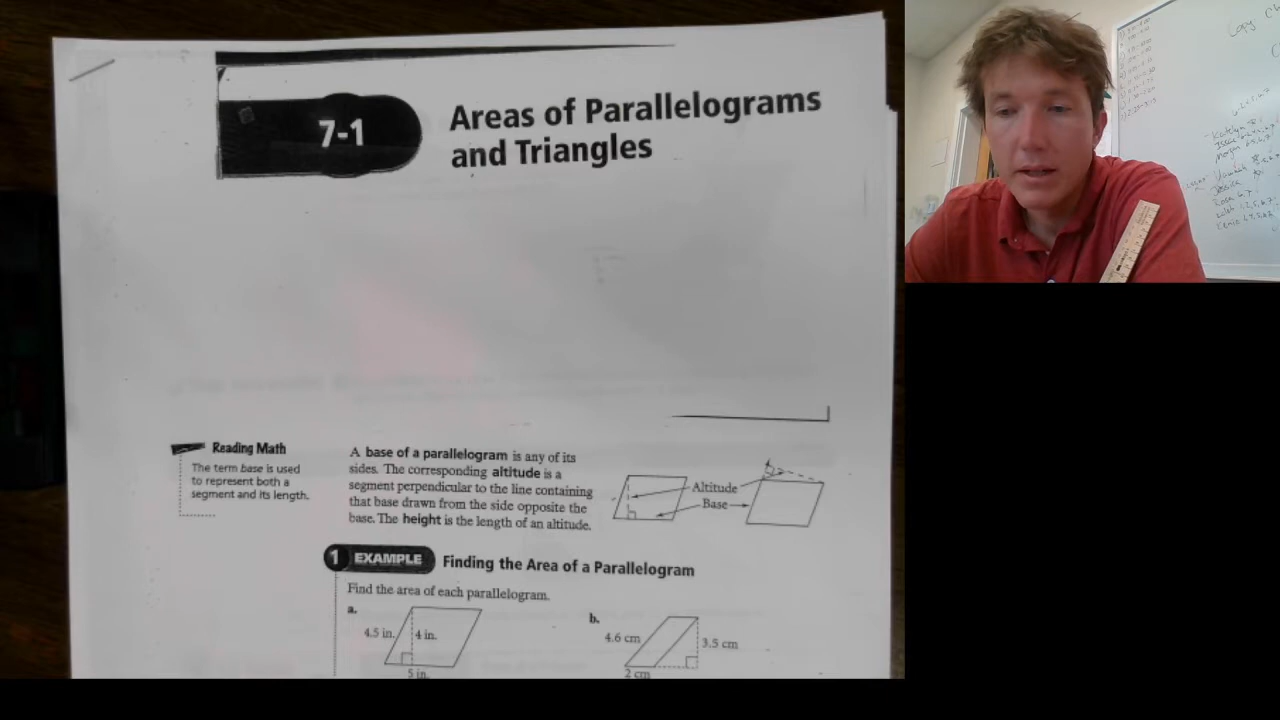 7-1
Areas of Parallelograms
and Triangles
Reading Math
The term base is used
to represent both a
segment and its length.
A base of a parallelogram is any of its
sides. The corresponding altitude is a
segment perpendicular to the line containing
that base drawn from the side opposite the
base. The height is the length of an altitude.
Altitude
Base
1 EXAMPLE Finding the Area of a Parallelogram
Find the area of each parallelogram.
a.
4.5 in.
4 in.
5 in.
b.
4.6 cm
3.5 cm
2 cm
Copy